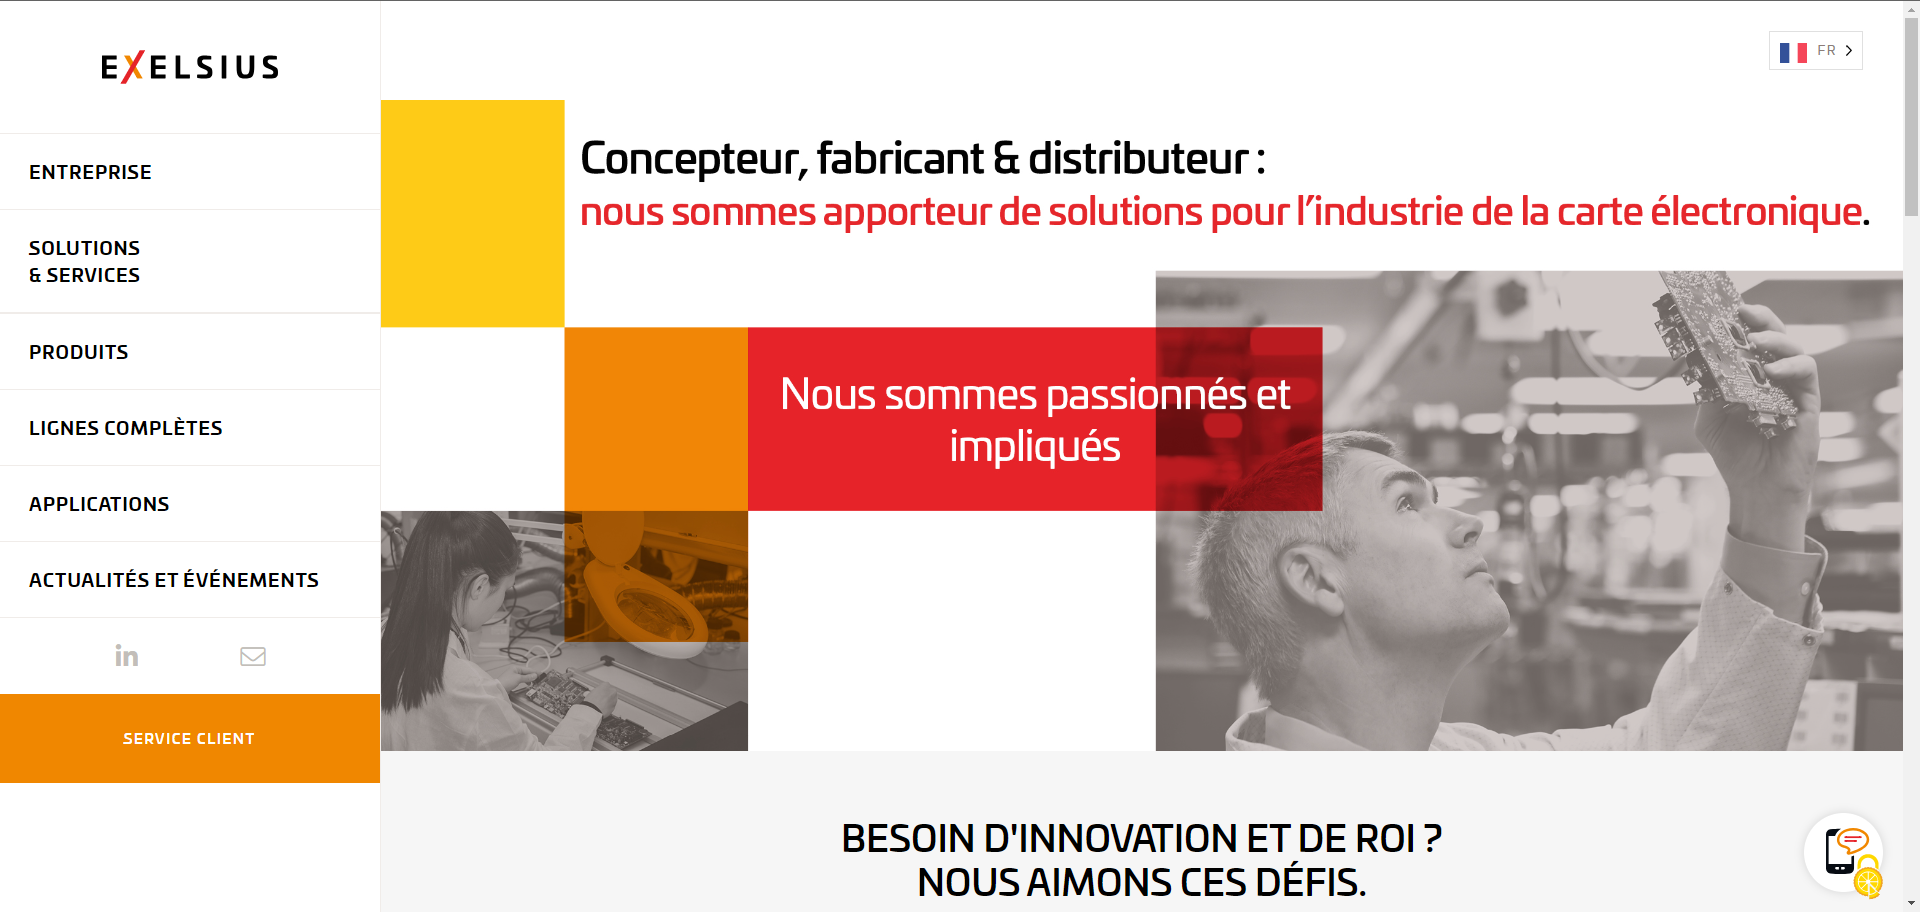 EXELSIUS
ENTREPRISE
SOLUTIONS
& SERVICES
PRODUITS
LIGNES COMPLÈTES
APPLICATIONS
ACTUALITÉS ET ÉVÉNEMENTS
in
SERVICE CLIENT
FR
Concepteur, fabricant & distributeur :
nous sommes apporteur de solutions pour l’industrie de la carte électronique.
Nous sommes passionnés et
impliqués
BESOIN D'INNOVATION ET DE ROI ?
NOUS AIMONS CES DÉFIS.